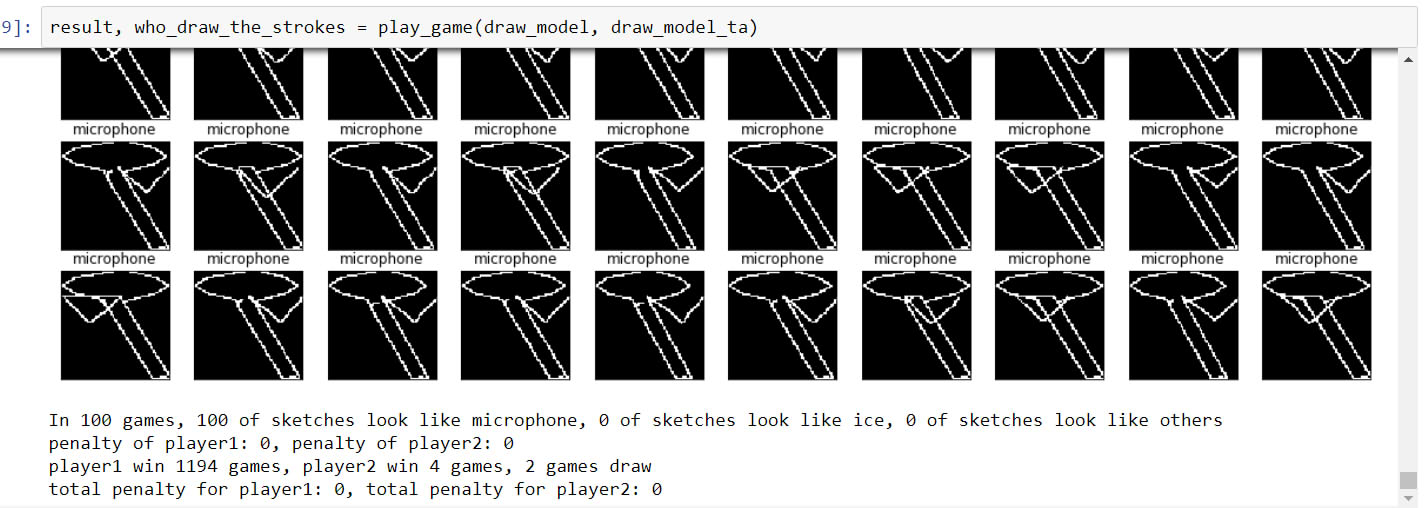 9]: result, who_draw_the_strokes = play_game(draw_model, draw_model_ta)
microphone microphone microphone microphone microphone microphone microphone microphone microphone microphone
microphone microphone microphone microphone microphone microphone microphone microphone microphone microphone
In 100 games, 100 of sketches look like microphone, 0 of sketches look like ice, 0 of sketches look like others
penalty of player1: 0, penalty of player2: 0
player1 win 1194 games, player2 win 4 games, 2 games draw
total penalty for player1: 0, total penalty for player2: 0